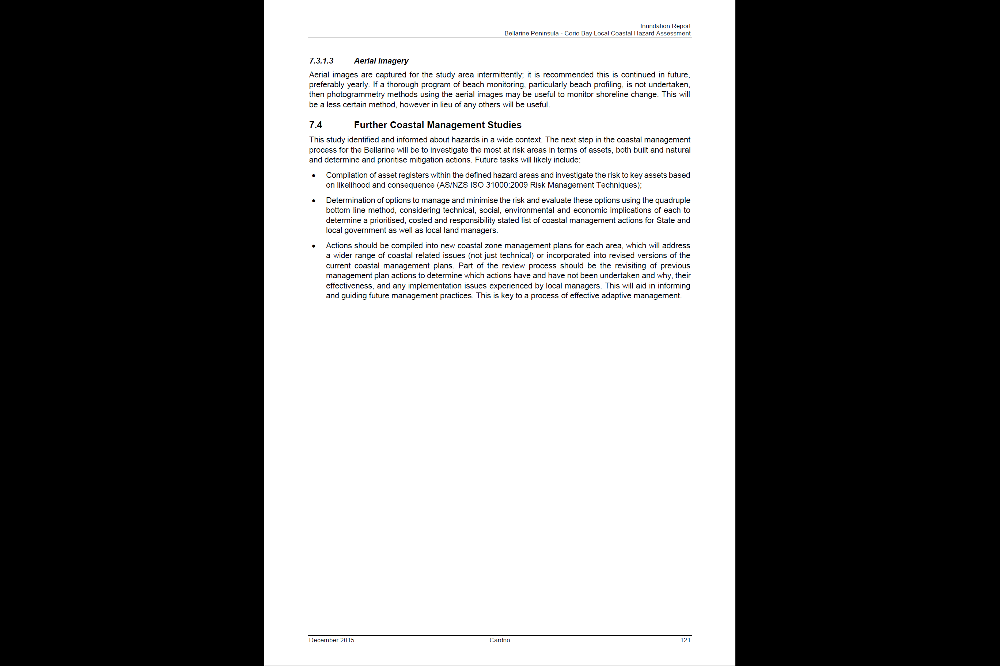 Inundation Report
Bellarine Peninsula - Corio Bay Local Coastal Hazard Assessment
7.3.1.3 Aerial imagery
Aerial images are captured for the study area intermittently; it is recommended this is continued in future,
preferably yearly. If a thorough program of beach monitoring, particularly beach profiling, is not undertaken,
then photogrammetry methods using the aerial images may be useful to monitor shoreline change. This will
be a less certain method, however in lieu of any others will be useful.
7.4 Further Coastal Management Studies
This study identified and informed about hazards in a wide context. The next step in the coastal management
process for the Bellarine will be to investigate the most at risk areas in terms of assets, both built and natural
and determine and prioritise mitigation actions. Future tasks will likely include:
• Compilation of asset registers within the defined hazard areas and investigate the risk to key assets based
on likelihood and consequence (AS/NZS ISO 31000:2009 Risk Management Techniques);
• Determination of options to manage and minimise the risk and evaluate these options using the quadruple
bottom line method, considering technical, social, environmental and economic implications of each to
determine a prioritised, costed and responsibility stated list of coastal management actions for State and
local government as well as local land managers.
• Actions should be compiled into new coastal zone management plans for each area, which will address
a wider range of coastal related issues (not just technical) or incorporated into revised versions of the
current coastal management plans. Part of the review process should be the revisiting of previous
management plan actions to determine which actions have and have not been undertaken and why, their
effectiveness, and any implementation issues experienced by local managers. This will aid in informing
and guiding future management practices. This is key to a process of effective adaptive management.
December 2015 Cardno 121